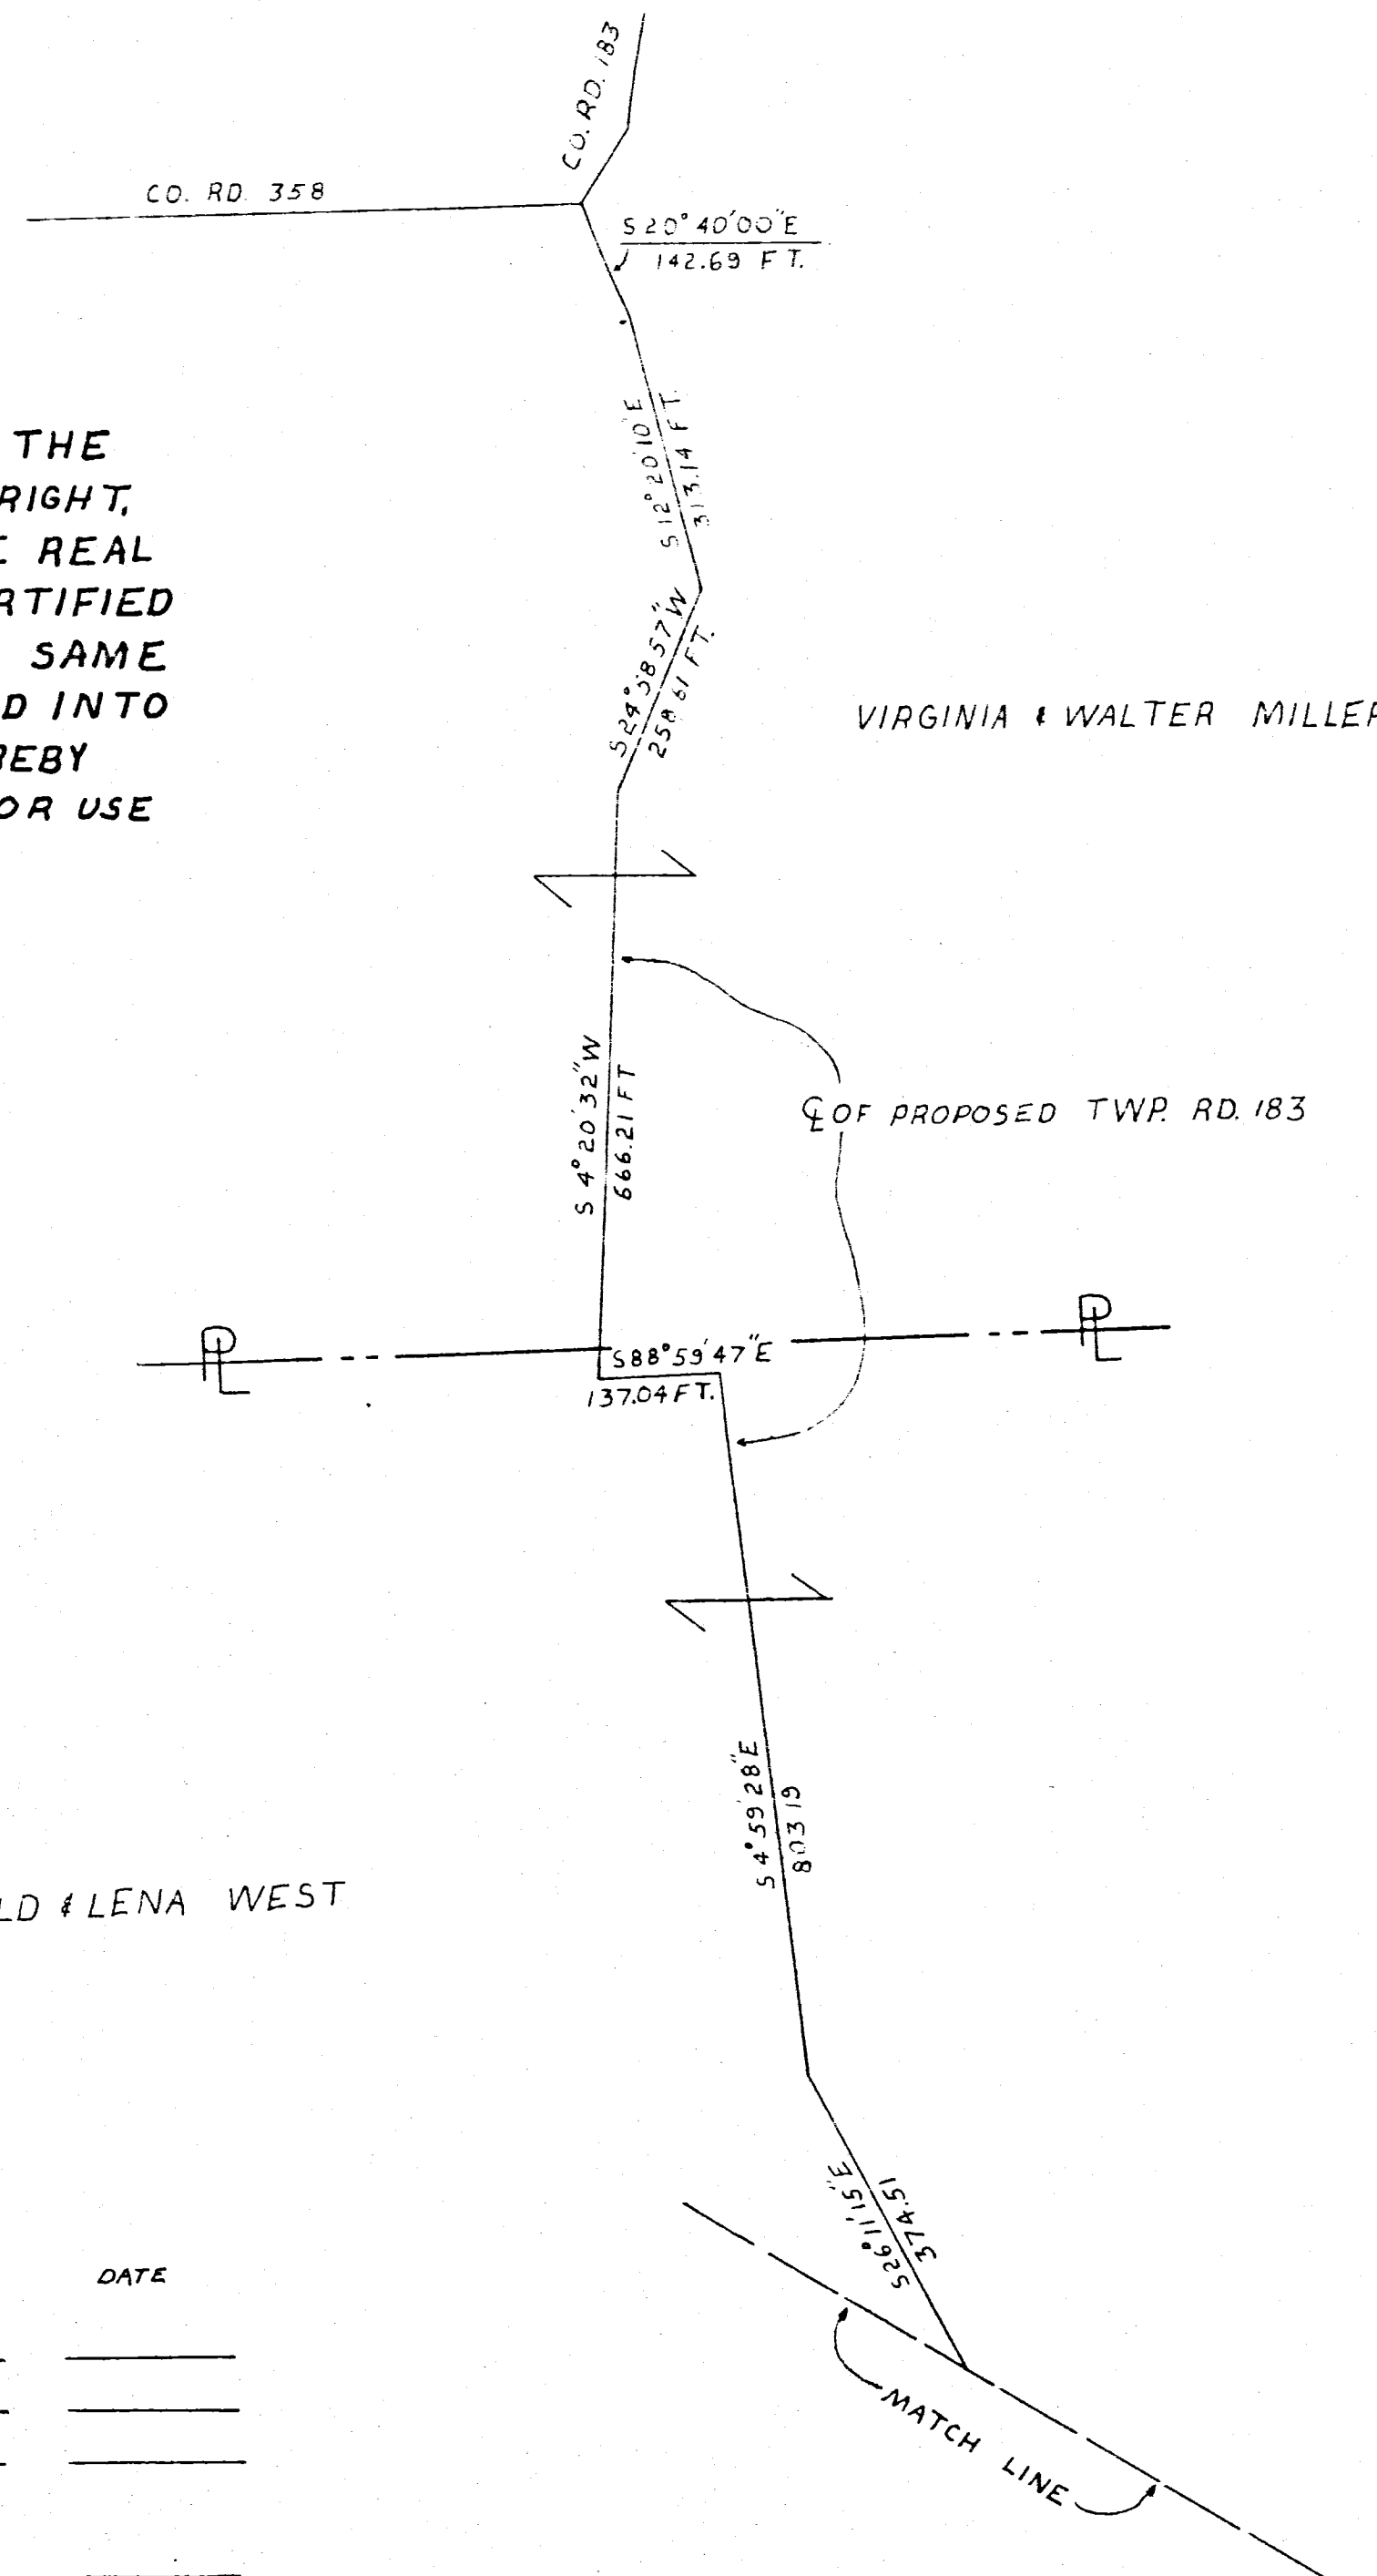 CO. RD. 183
CO. RD. 358
S 20° 40' 00" E
142.69 FT.
THE
RIGHT,
REAL
RTIFIED
SAME
D INTO
REBY
OR USE
S 12° 20' 10" E
313.14 FT.
S 24° 58' 57" W
258.61 FT.
VIRGINIA & WALTER MILLER
S 4° 20' 32" W
666.21 FT
℄ OF PROPOSED TWP. RD. 183
PL
PL
S 88° 59' 47" E
137.04 FT.
S 4° 59' 28" E
803.19
LD & LENA WEST
S 26° 11' 15" E
374.51
DATE
MATCH LINE